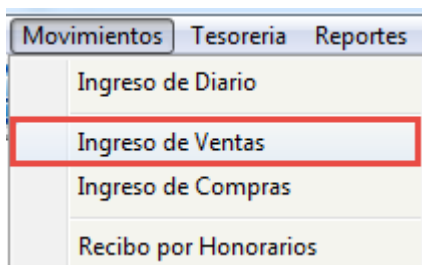 Movimientos Tesoreria Reportes
Ingreso de Diario
Ingreso de Ventas
Ingreso de Compras
Recibo por Honorarios